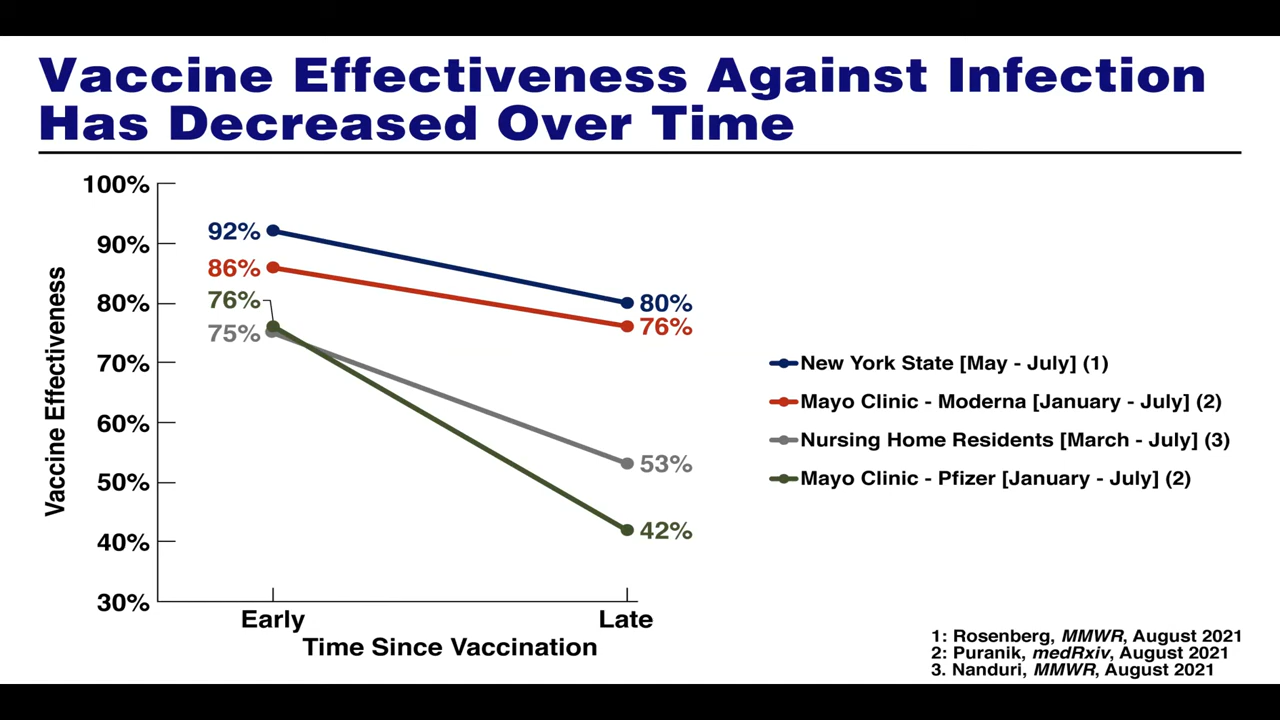 Vaccine Effectiveness Against Infection
Has Decreased Over Time
Vaccine Effectiveness
100%
90%
80%
70%
60%
50%
40%
30%
92%
86%
76%
75%
80%
76%
53%
42%
Early
Late
Time Since Vaccination
New York State [May - July] (1)
Mayo Clinic - Moderna [January - July] (2)
Nursing Home Residents [March - July] (3)
Mayo Clinic - Pfizer [January - July] (2)
1: Rosenberg, MMWR, August 2021
2: Puranik, medRxiv, August 2021
3. Nanduri, MMWR, August 2021